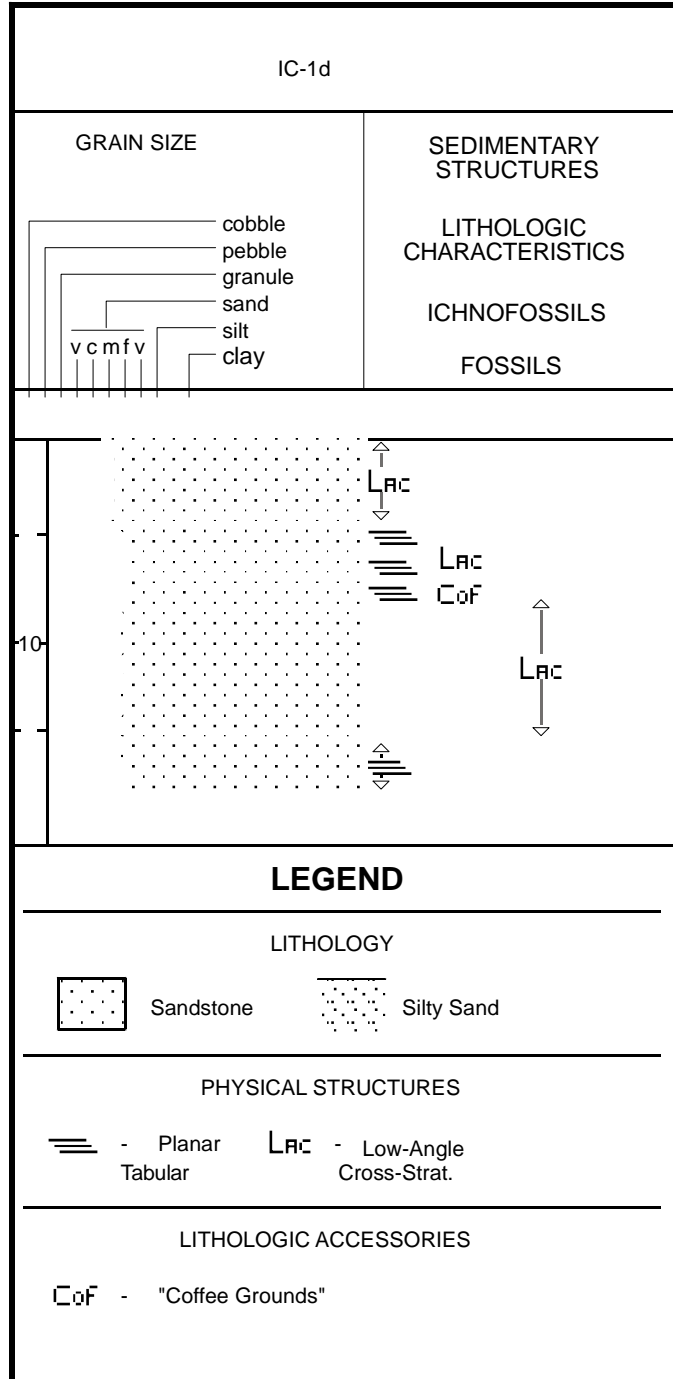 IC-1d
GRAIN SIZE
cobble
pebble
granule
sand
silt
clay
v c m f v
SEDIMENTARY
STRUCTURES
LITHOLOGIC
CHARACTERISTICS
ICHNOFOSSILS
FOSSILS
Lac
Lac
CoF
10
Lac
LEGEND
LITHOLOGY
Sandstone
Silty Sand
PHYSICAL STRUCTURES
- Planar
Tabular
Lac - Low-Angle
Cross-Strat.
LITHOLOGIC ACCESSORIES
CoF - "Coffee Grounds"